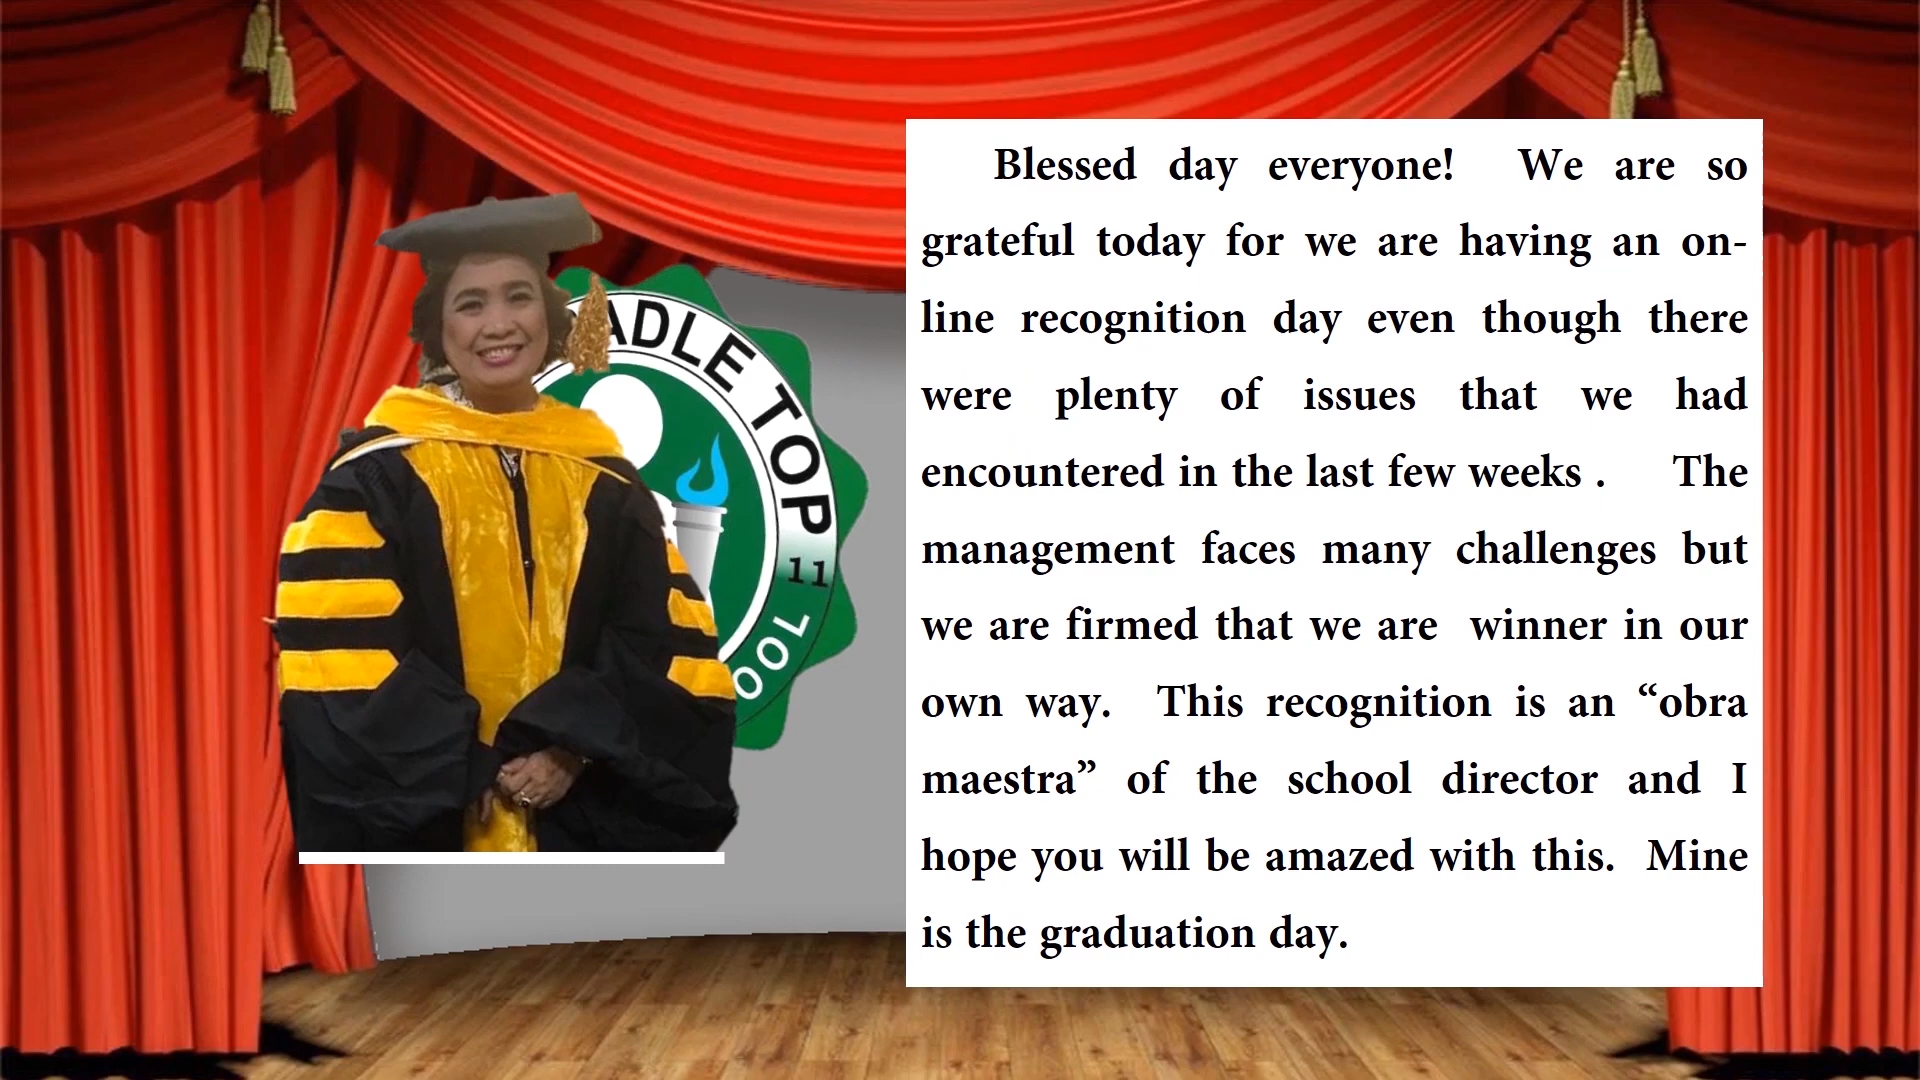 ADLE TOP
11
OOL
Blessed day everyone! We are so
grateful today for we are having an on-
line recognition day even though there
were plenty of issues that we had
encountered in the last few weeks . The
management faces many challenges but
we are firmed that we are winner in our
own way. This recognition is an “obra
maestra” of the school director and I
hope you will be amazed with this. Mine
is the graduation day.